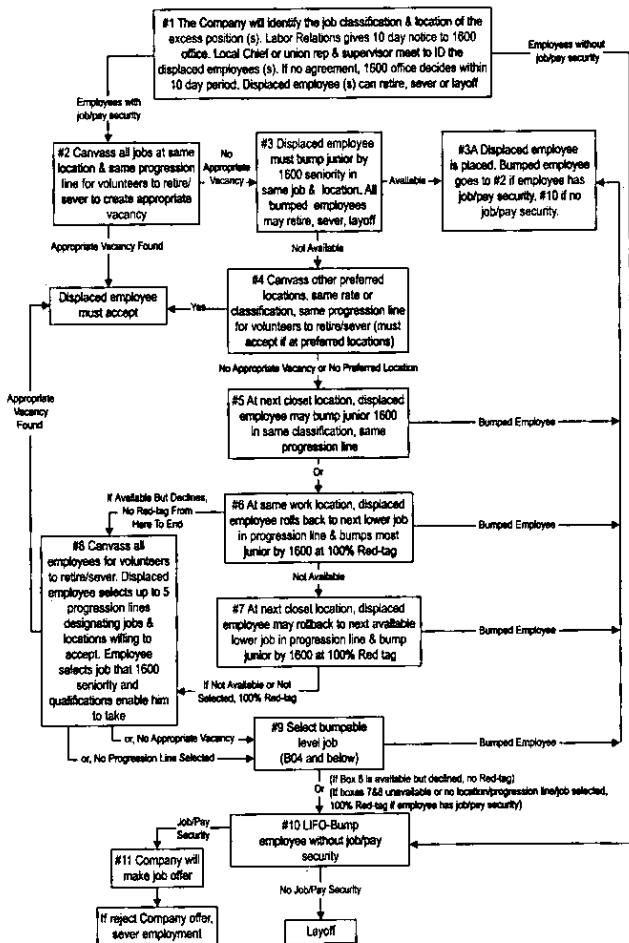 #1 The Company will identify the job classification & location of the
excess position (s). Labor Relations gives 10 day notice to 1600
office. Local Chief or union rep & supervisor meet to ID the
displaced employees (s). If no agreement, 1600 office decides within
10 day period. Displaced employee (s) can retire, sever or layoff
Employees without
job/pay security
Employees with
job/pay security
#2 Canvass all jobs at same
location & same progression
line for volunteers to retire/
sever to create appropriate
vacancy
No
Appropriate
Vacancy
#3 Displaced employee
must bump junior by
1600 seniority in
same job & location. All
bumped employees
may retire, sever, layoff
Available
#3A Displaced employee
is placed. Bumped employee
goes to #2 if employee has
job/pay security, #10 if no
job/pay security.
Appropriate Vacancy Found
Not Available
Displaced employee
must accept
Yes
#4 Canvass other preferred
locations, same rate or
classification, same progression
line for volunteers to retire/sever (must
accept if at preferred locations)
No Appropriate Vacancy or No Preferred Location
Appropriate
Vacancy
Found
#5 At next closet location, displaced
employee may bump junior 1600
in same classification, same
progression line
Bumped Employee
Or
If Available But Declines,
No Red-tag From
Here To End
#6 At same work location, displaced
employee rolls back to next lower job
in progression line & bumps most
junior by 1600 at 100% Red-tag
Bumped Employee
Not Available
#8 Canvass all
employees for volunteers
to retire/sever. Displaced
employee selects up to 5
progression lines
designating jobs &
locations willing to
accept. Employee
selects job that 1600
seniority and
qualifications enable him
to take
#7 At next closet location, displaced
employee may rollback to next available
lower job in progression line & bump
junior by 1600 at 100% Red tag
Bumped Employee
If Not Available or Not
Selected, 100% Red-tag
or, No Appropriate Vacancy
or, No Progression Line Selected
#9 Select bumpable
level job
(B04 and below)
Bumped Employee
Or
(If Box 6 is available but declined, no Red-tag)
(If boxes 7&8 unavailable or no location/progression line/job selected,
100% Red-tag if employee has job/pay security)
#10 LIFO-Bump
employee without job/pay
security
Job/Pay
Security
#11 Company will
make job offer
No Job/Pay Security
If reject Company offer,
sever employment
Layoff